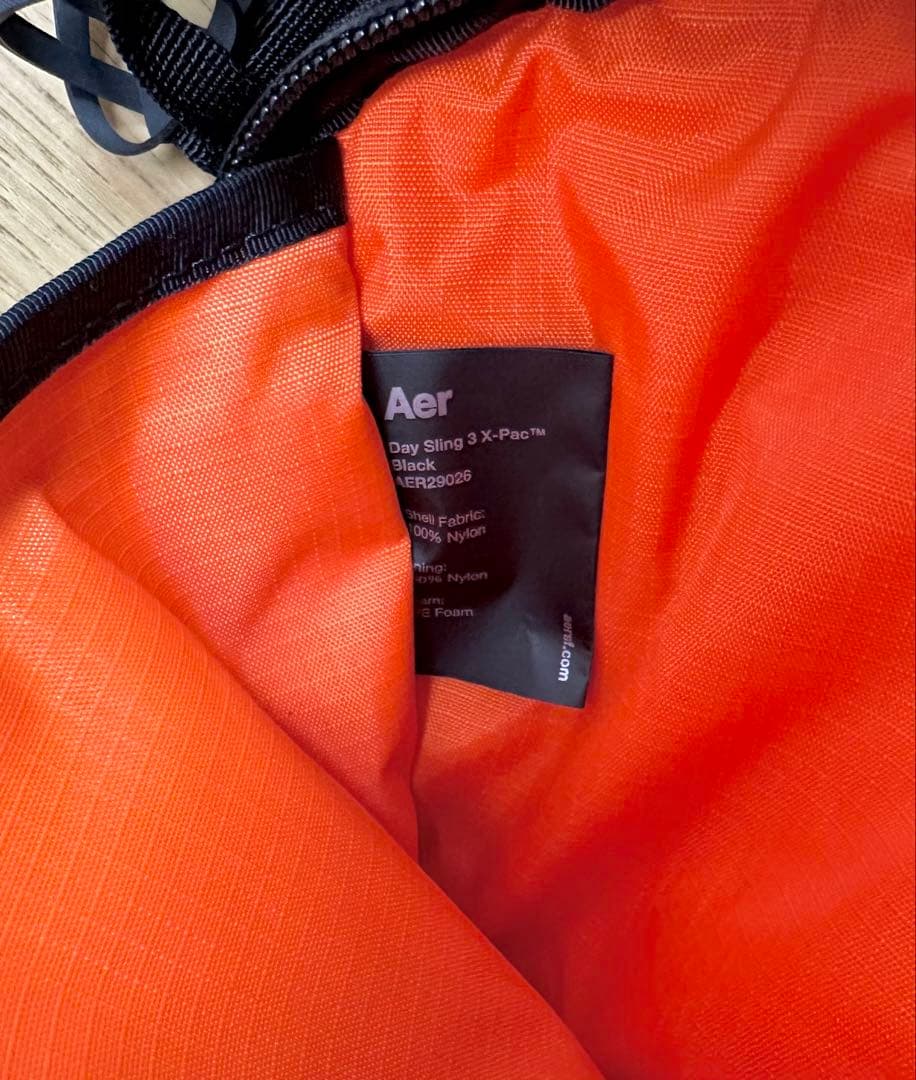 Aer
Day Sling 3 X-Pac™
Black
AER29026
Shell Fabric:
100% Nylon
Nylon
Foam
aersf.com